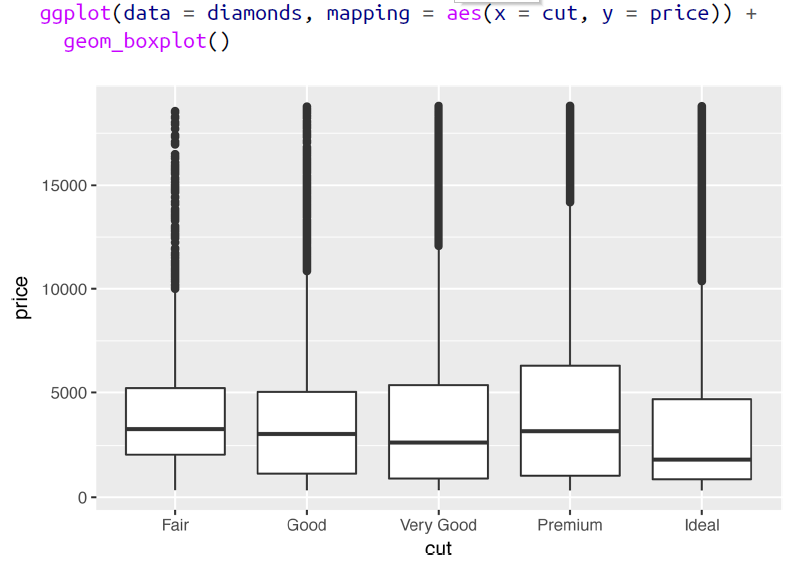 ggplot(data = diamonds, mapping = aes(x = cut, y = price)) +
  geom_boxplot()
15000
10000
5000
0
price
Fair Good Very Good Premium Ideal
cut